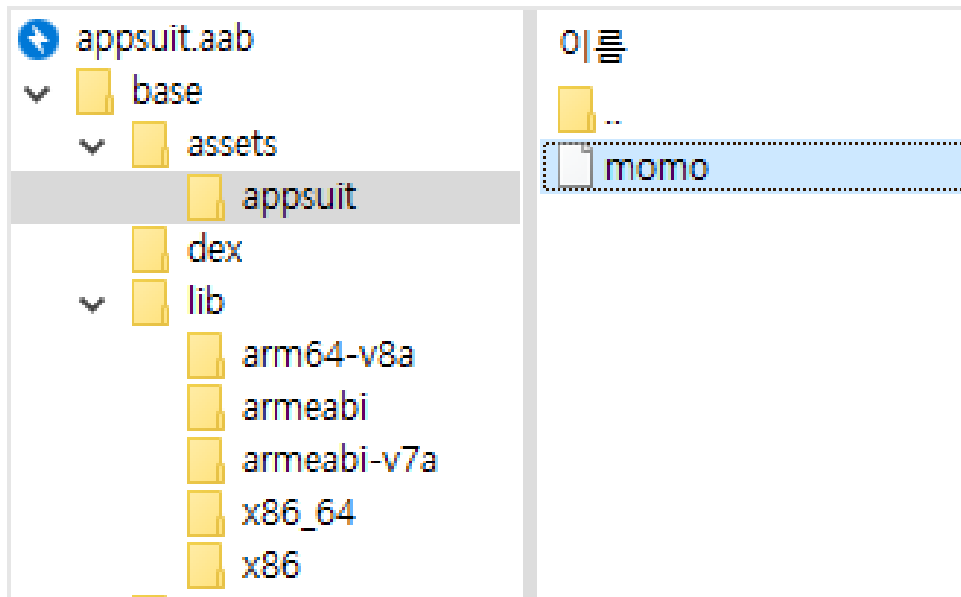 appsuit.aab
base
assets
appsuit
dex
lib
arm64-v8a
armeabi
armeabi-v7a
x86_64
x86
이름
..
momo